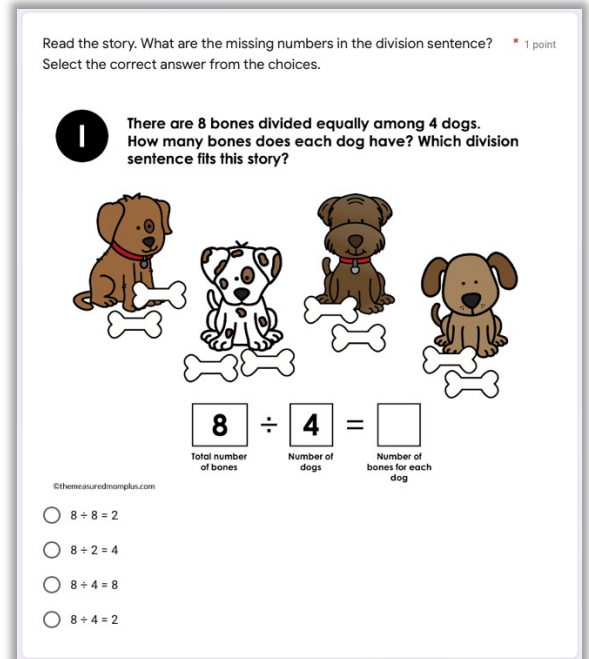 Read the story. What are the missing numbers in the division sentence? * 1 point
Select the correct answer from the choices.
1
There are 8 bones divided equally among 4 dogs.
How many bones does each dog have? Which division
sentence fits this story?
8 ÷ 4 =
Total number of bones
Number of dogs
Number of bones for each dog
©themeasuredmomplus.com
8 ÷ 8 = 2
8 ÷ 2 = 4
8 ÷ 4 = 8
8 ÷ 4 = 2